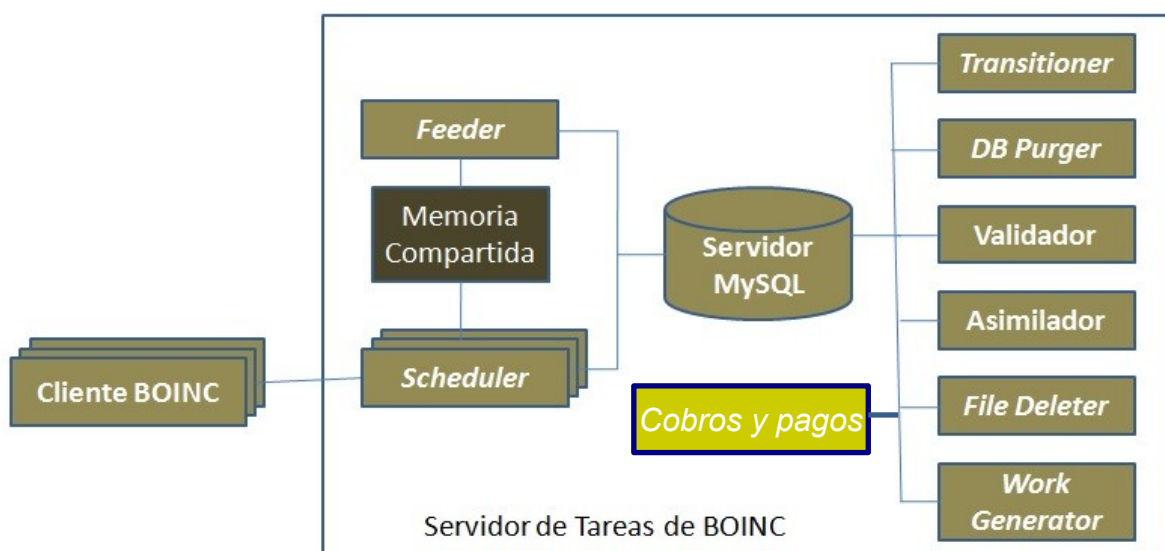 Transitioner
Feeder
DB Purger
Memoria
Compartida
Servidor
MySQL
Validador
Asimilador
Cliente BOINC
Scheduler
Cobros y pagos
File Deleter
Work
Generator
Servidor de Tareas de BOINC